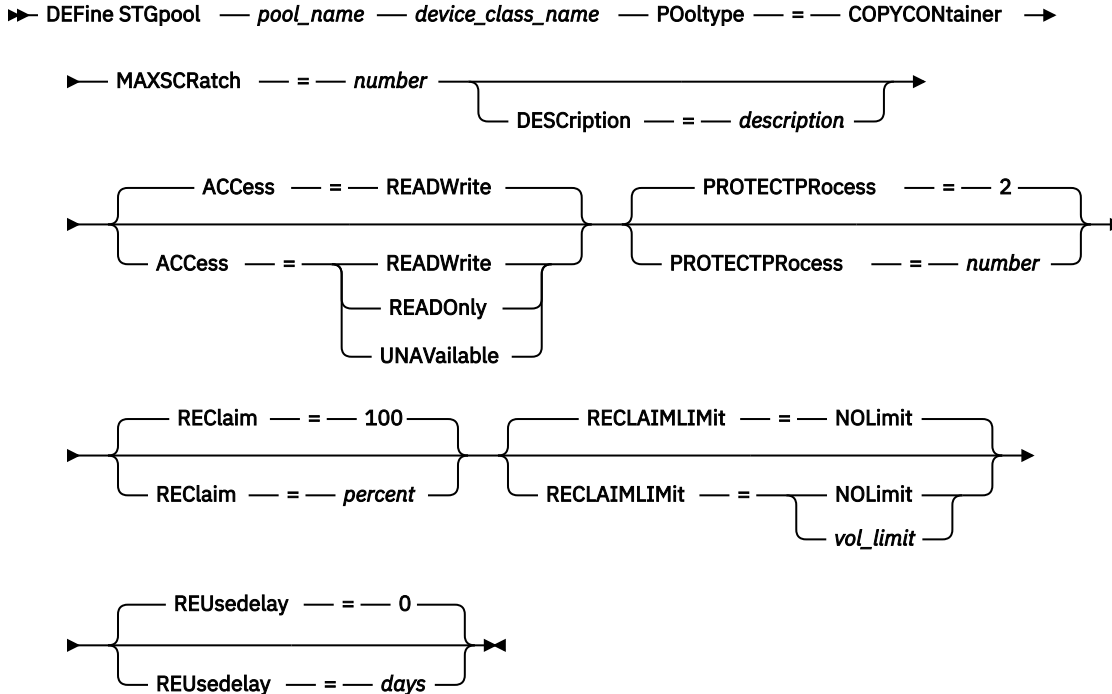 DEFine STGpool pool_name device_class_name POoltype = COPYCONtainer
MAXSCRatch = number
DESCription = description
ACCess = READWrite PROTECTPRocess = 2
ACCess = READWrite PROTECTPRocess = number
READOnly
UNAVailable
REClaim = 100 RECLAIMLIMit = NOLimit
REClaim = percent RECLAIMLIMit = NOLimit
vol_limit
REUsedelay = 0
REUsedelay = days